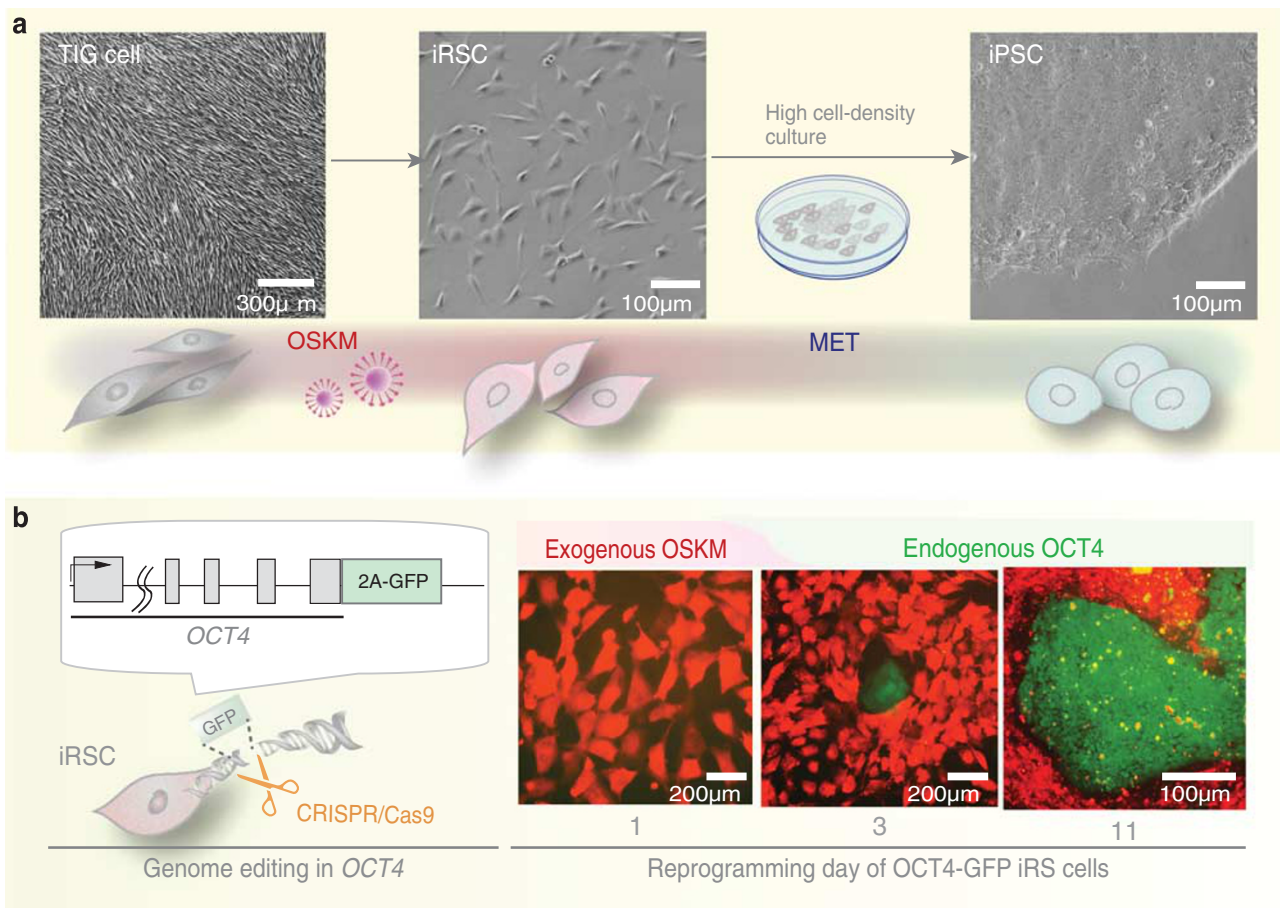 a
TIG cell
iRSC
iPSC
High cell-density
culture
300μ m
100μm
100μm
OSKM
MET
b
2A-GFP
OCT4
GFP
iRSC
CRISPR/Cas9
Genome editing in OCT4
Exogenous OSKM
Endogenous OCT4
200μm
200μm
100μm
1
3
11
Reprogramming day of OCT4-GFP iRS cells